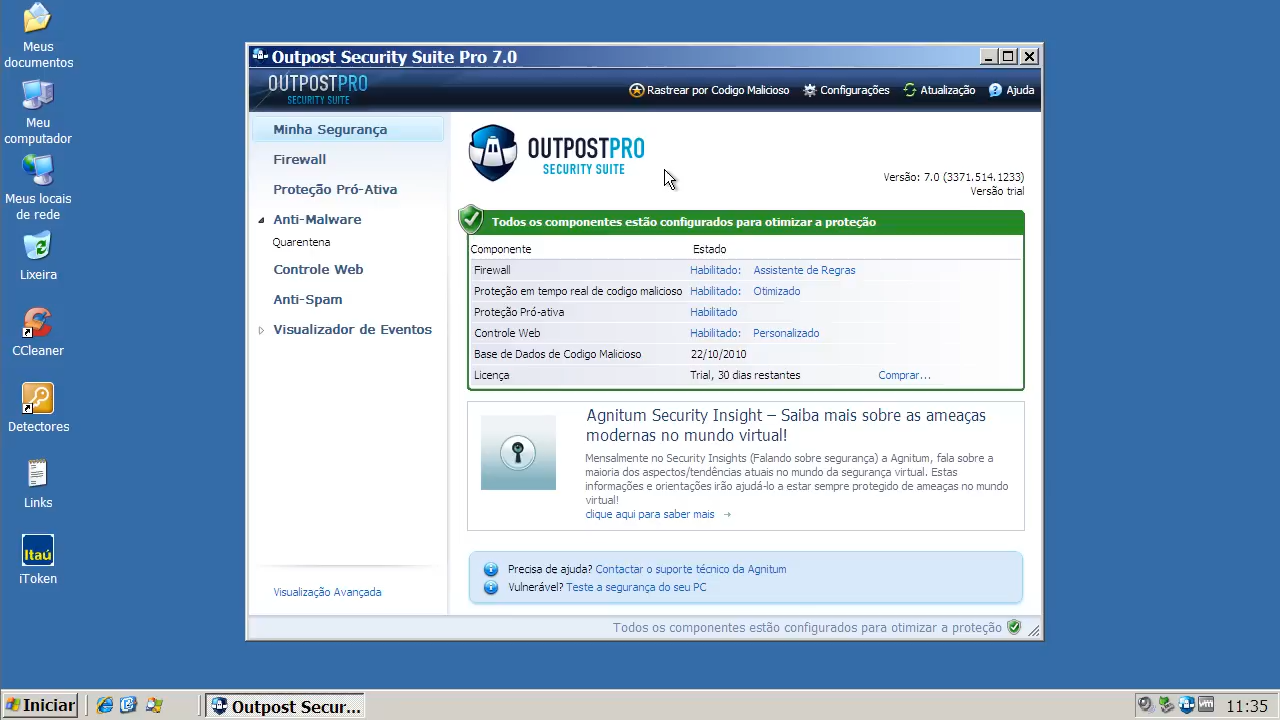 Meus
documentos
Meu
computador
Meus locais
de rede
Lixeira
CCleaner
Detectores
Links
Itaú
iToken
Outpost Security Suite Pro 7.0
OUTPOSTPRO
SECURITY SUITE
Rastrear por Codigo Malicioso
Configurações
Atualização
Ajuda
Minha Segurança
Firewall
Proteção Pró-Ativa
Anti-Malware
Quarentena
Controle Web
Anti-Spam
Visualizador de Eventos
Visualização Avançada
OUTPOSTPRO
SECURITY SUITE
Versão: 7.0 (3371.514.1233)
Versão trial
Todos os componentes estão configurados para otimizar a proteção
Componente Estado
Firewall Habilitado: Assistente de Regras
Proteção em tempo real de codigo malicioso Habilitado: Otimizado
Proteção Pró-ativa Habilitado
Controle Web Habilitado: Personalizado
Base de Dados de Codigo Malicioso 22/10/2010
Licença Trial, 30 dias restantes Comprar...
Agnitum Security Insight – Saiba mais sobre as ameaças
modernas no mundo virtual!
Mensalmente no Security Insights (Falando sobre segurança) a Agnitum, fala sobre a
maioria dos aspectos/tendências atuais no mundo da segurança virtual. Estas
informações e orientações irão ajudá-lo a estar sempre protegido de ameaças no mundo
virtual!
clique aqui para saber mais →
Precisa de ajuda? Contactar o suporte técnico da Agnitum
Vulnerável? Teste a segurança do seu PC
Todos os componentes estão configurados para otimizar a proteção
Iniciar
Outpost Secur...
vm
11:35